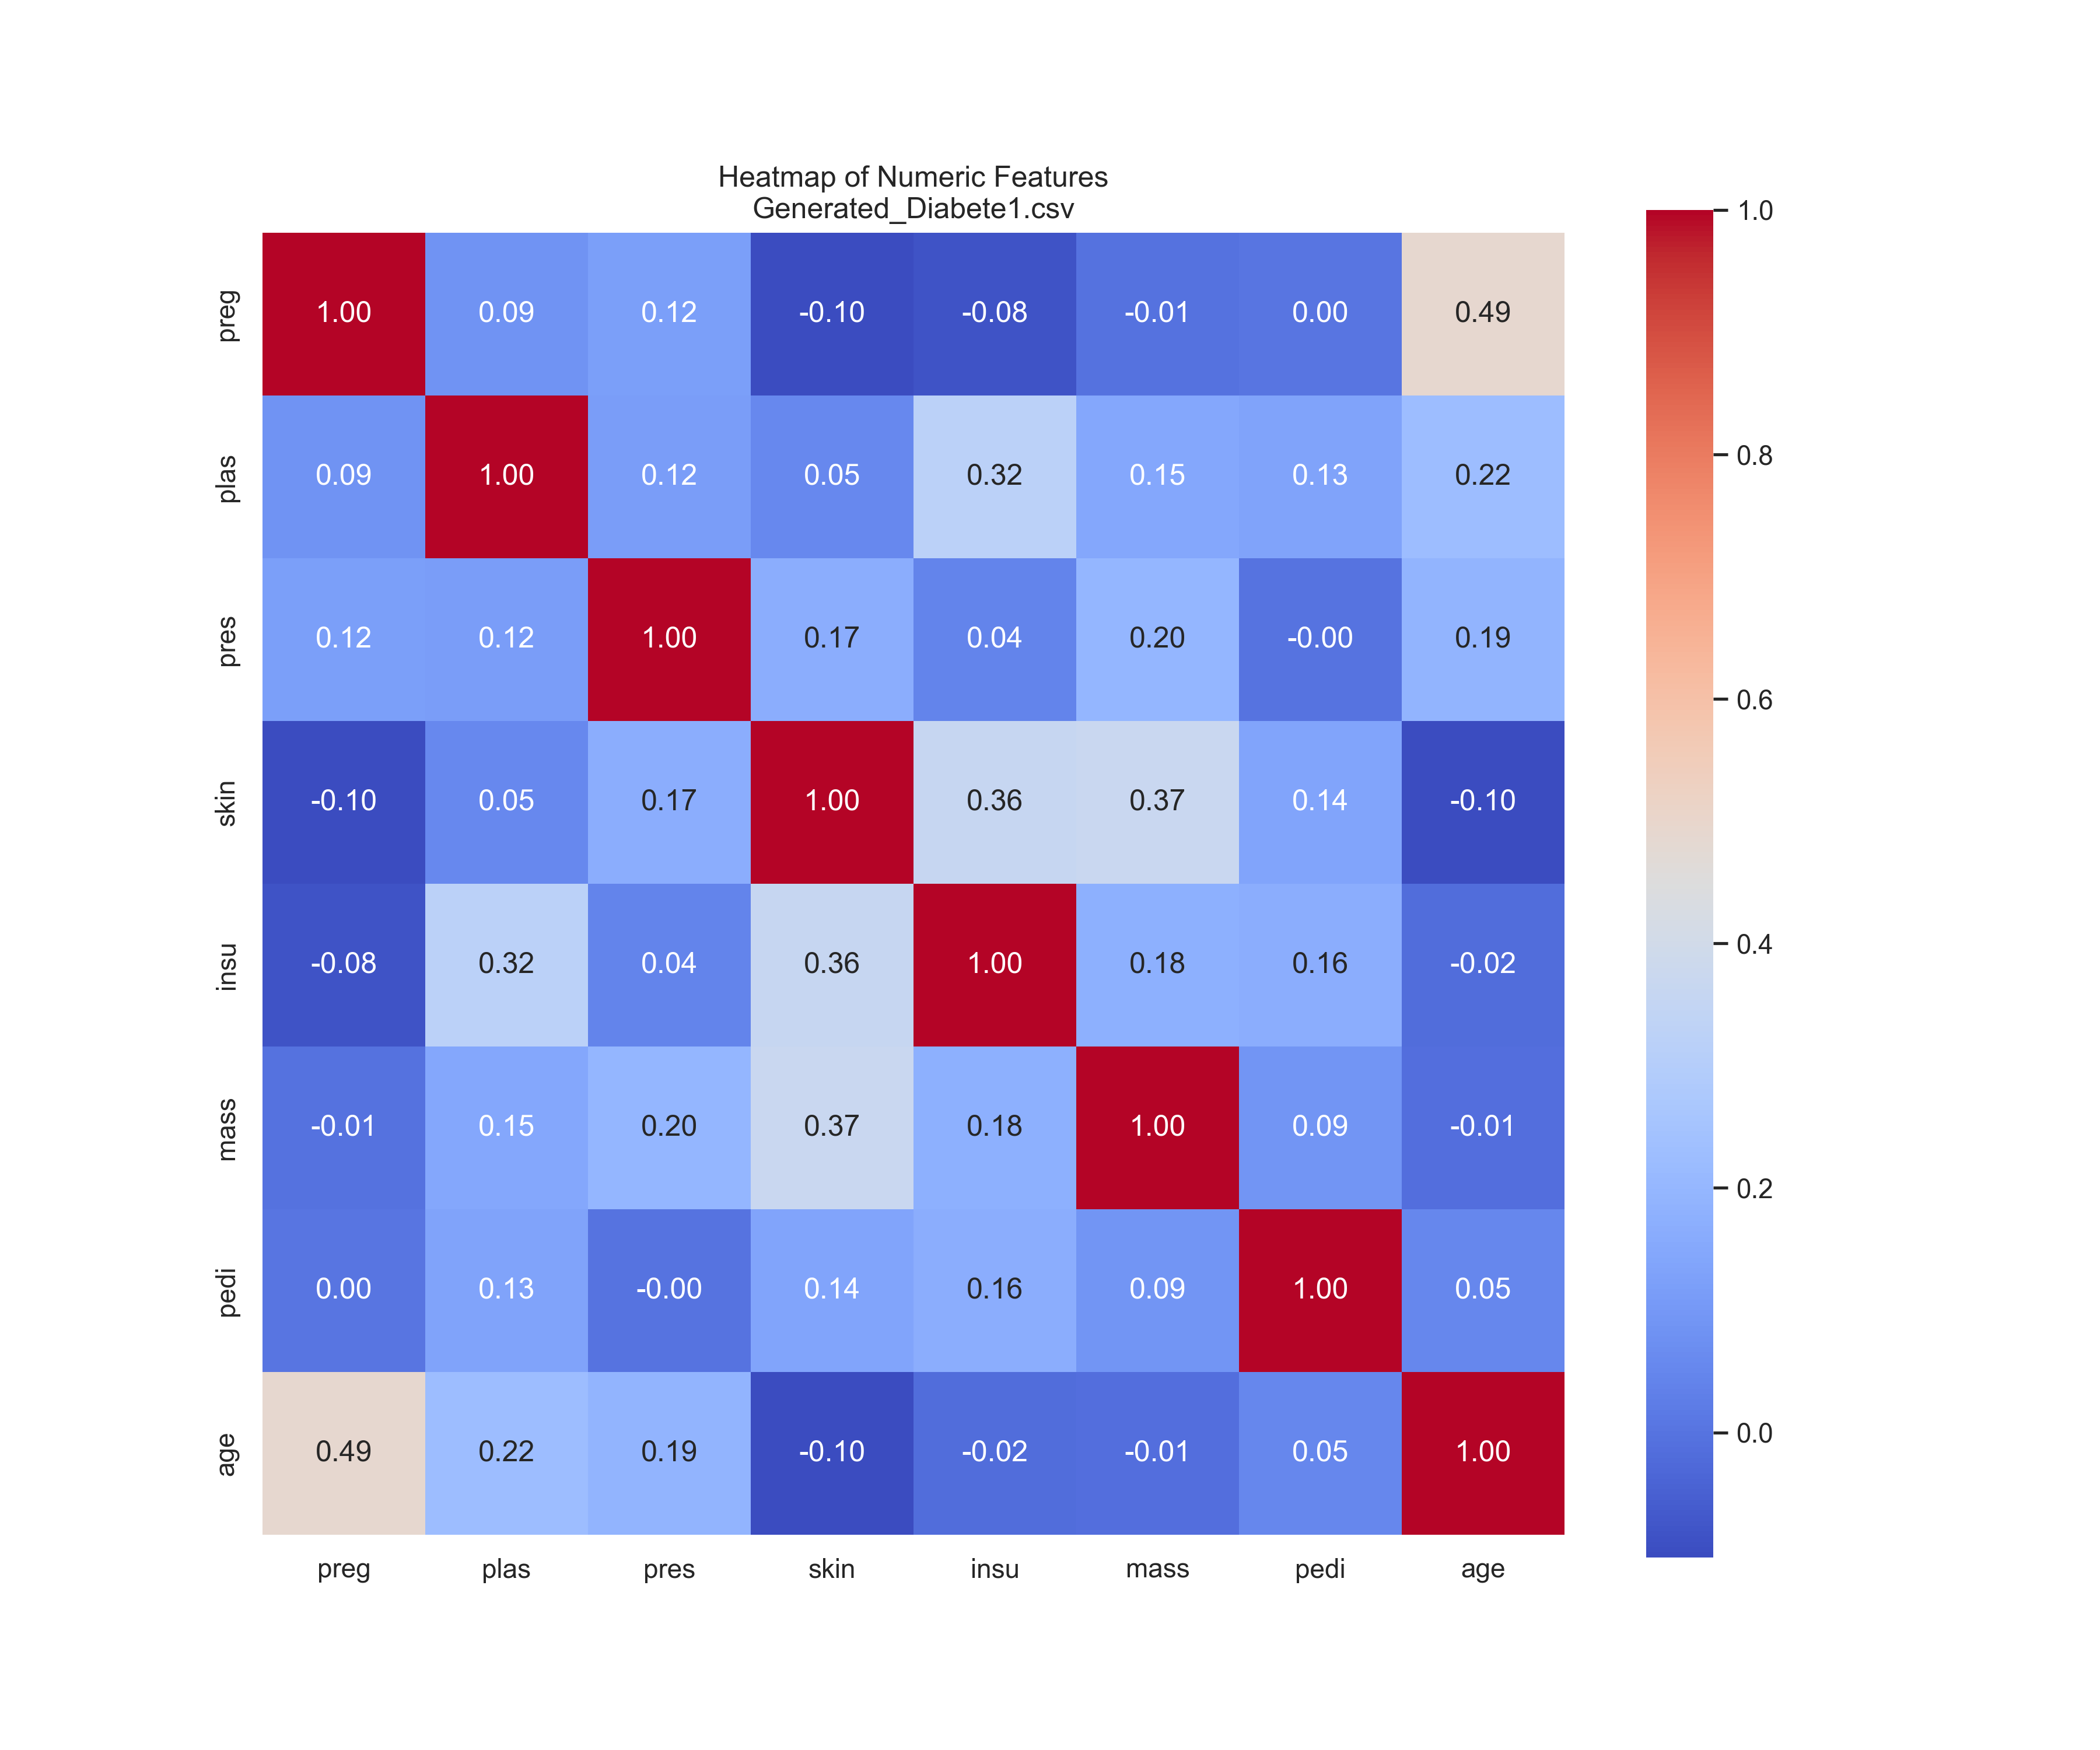 Heatmap of Numeric Features
Generated_Diabete1.csv
preg 1.00 0.09 0.12 -0.10 -0.08 -0.01 0.00 0.49
plas 0.09 1.00 0.12 0.05 0.32 0.15 0.13 0.22
pres 0.12 0.12 1.00 0.17 0.04 0.20 -0.00 0.19
skin -0.10 0.05 0.17 1.00 0.36 0.37 0.14 -0.10
insu -0.08 0.32 0.04 0.36 1.00 0.18 0.16 -0.02
mass -0.01 0.15 0.20 0.37 0.18 1.00 0.09 -0.01
pedi 0.00 0.13 -0.00 0.14 0.16 0.09 1.00 0.05
age 0.49 0.22 0.19 -0.10 -0.02 -0.01 0.05 1.00
preg plas pres skin insu mass pedi age
1.0
0.8
0.6
0.4
0.2
0.0